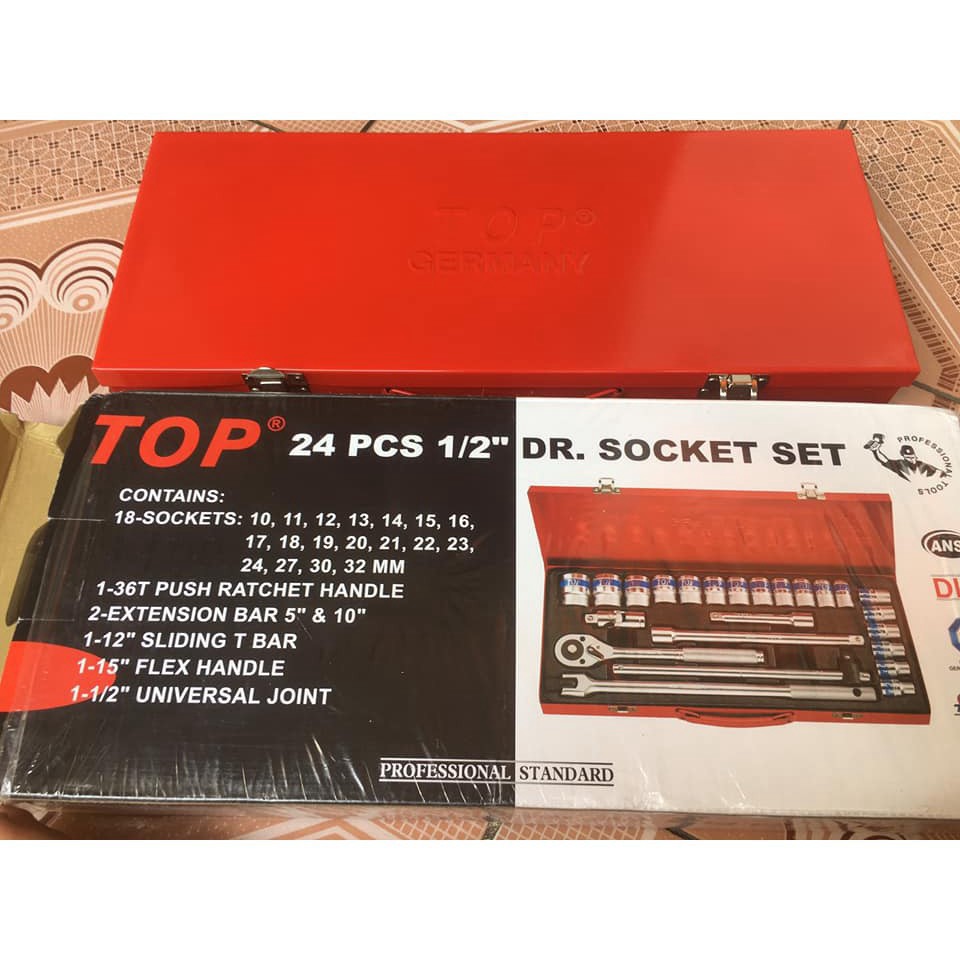 TOP®
GERMANY
TOP® 24 PCS 1/2" DR. SOCKET SET
PROFESSIONAL TOOLS
CONTAINS:
18-SOCKETS: 10, 11, 12, 13, 14, 15, 16,
17, 18, 19, 20, 21, 22, 23,
24, 27, 30, 32 MM
1-36T PUSH RATCHET HANDLE
2-EXTENSION BAR 5" & 10"
1-12" SLIDING T BAR
1-15" FLEX HANDLE
1-1/2" UNIVERSAL JOINT
PROFESSIONAL STANDARD